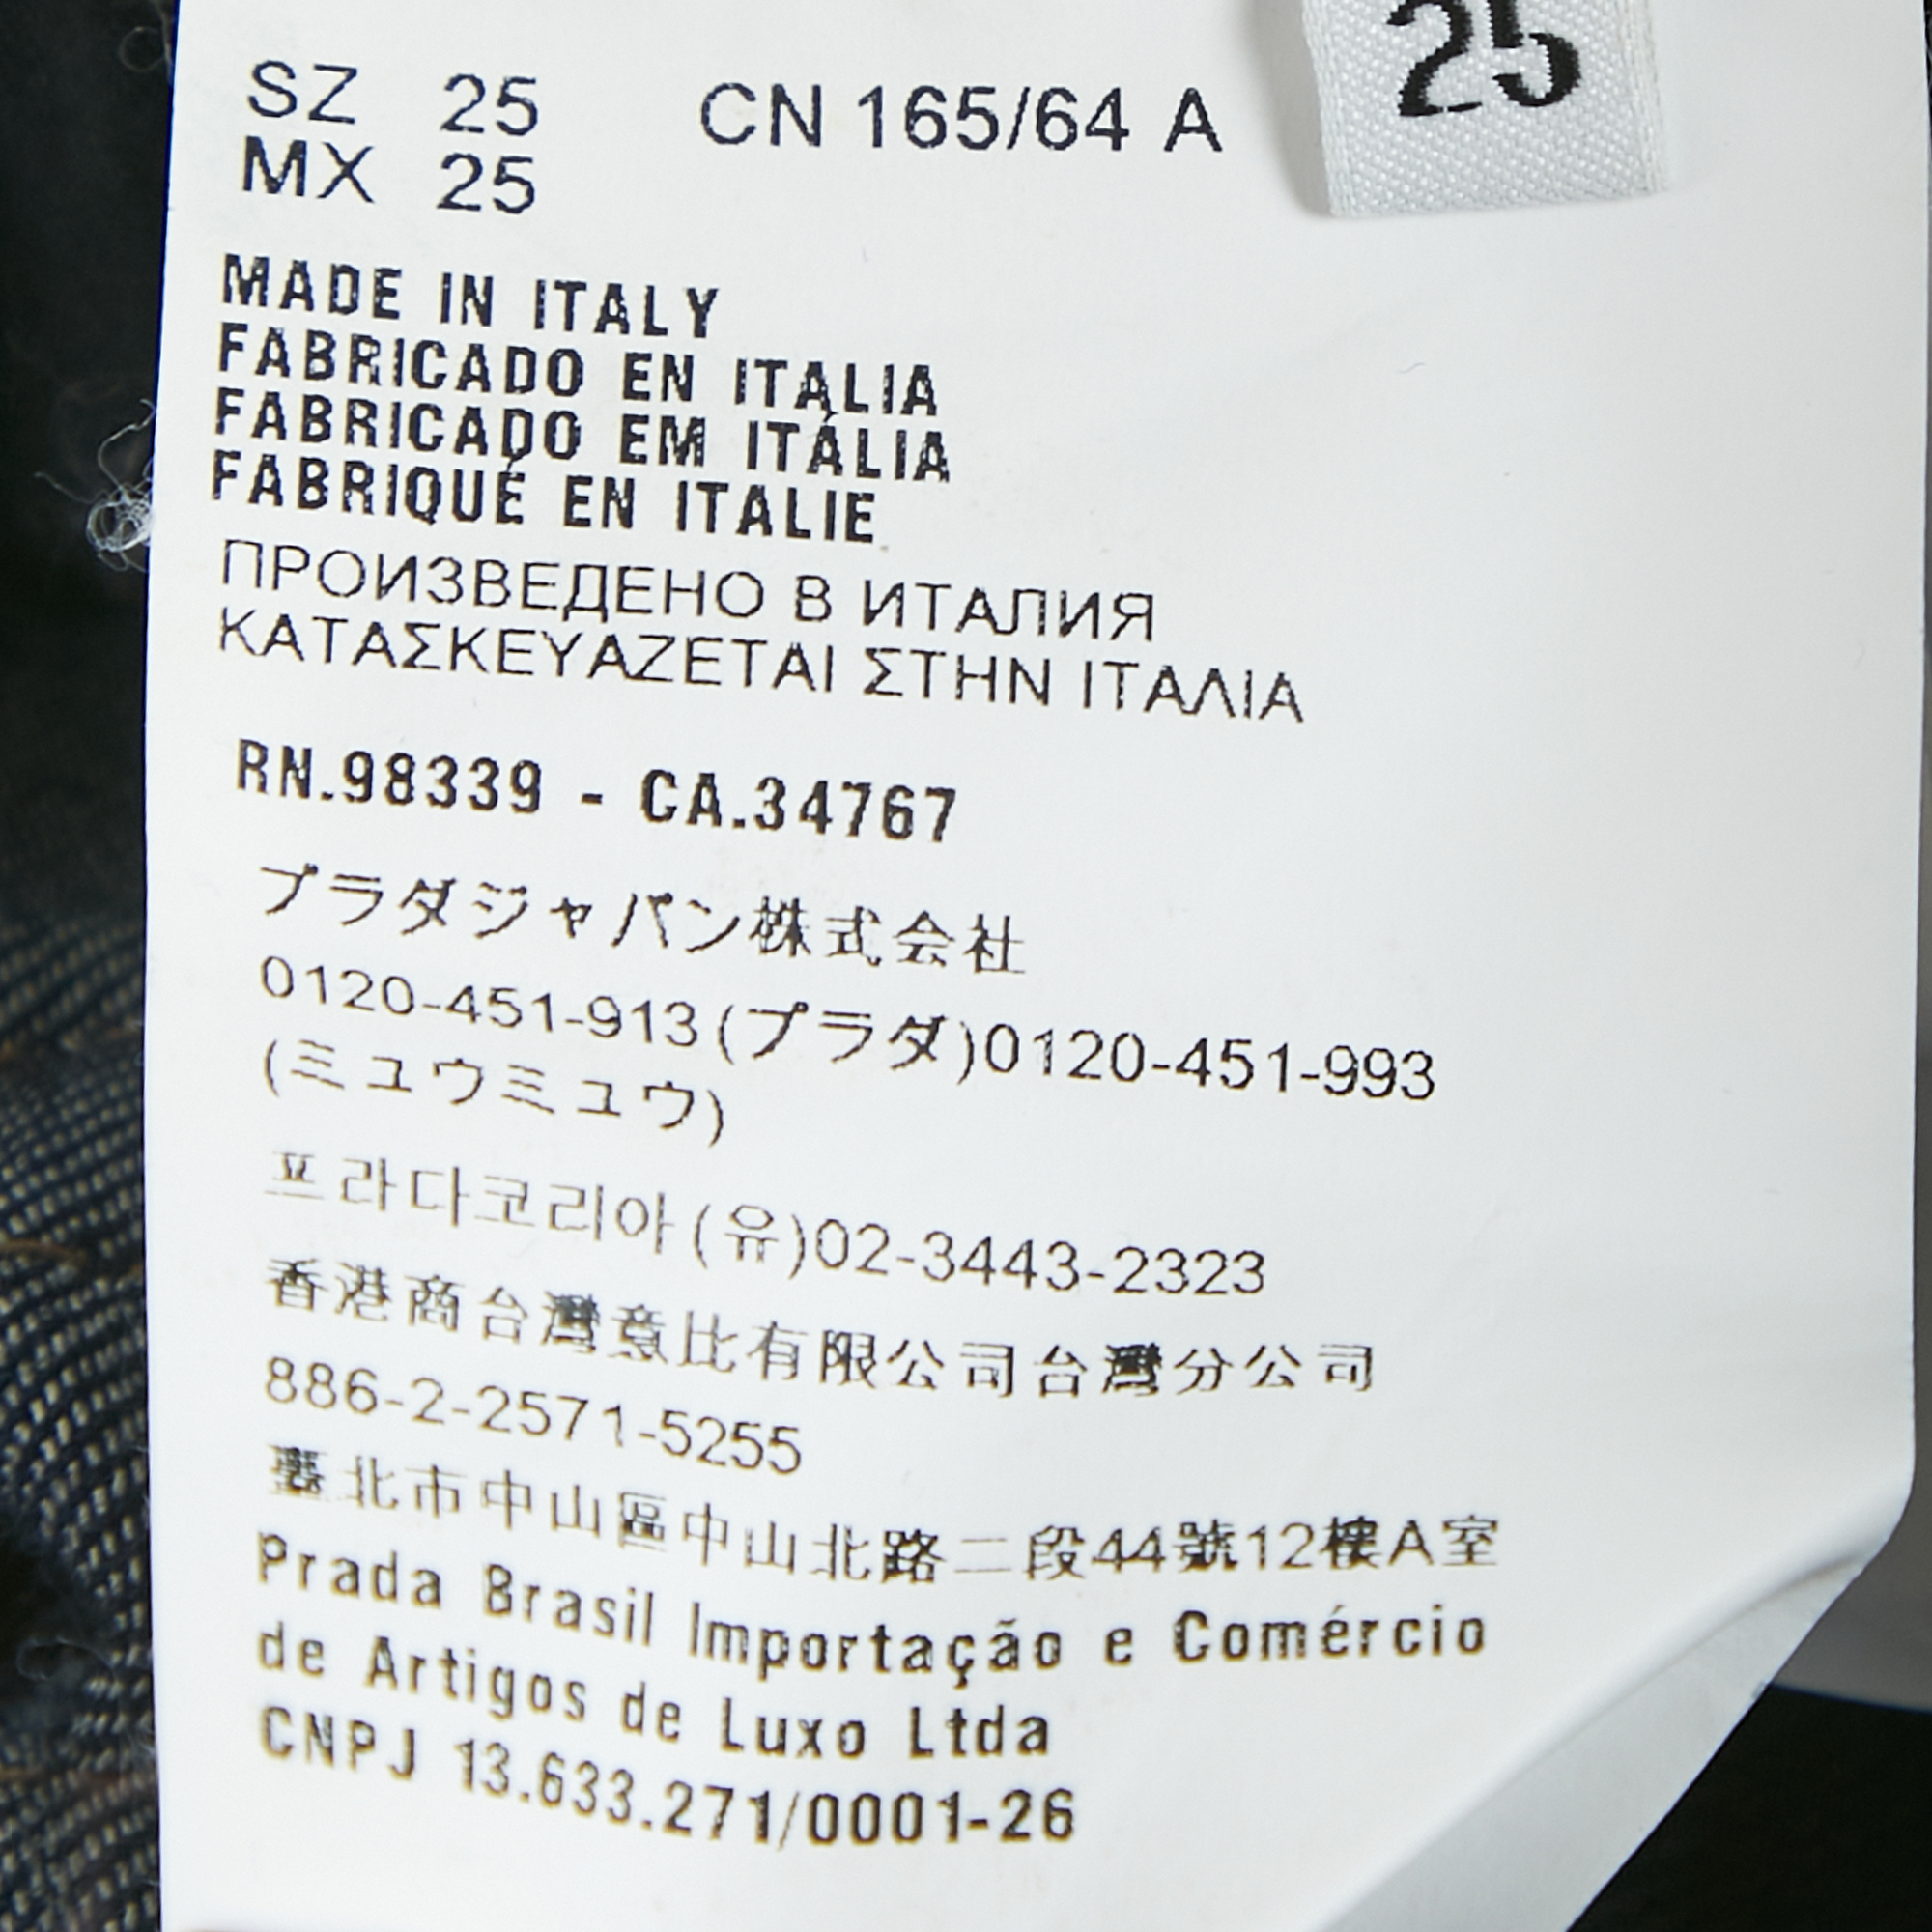 25
SZ 25 CN 165/64 A
MX 25
MADE IN ITALY
FABRICADO EN ITALIA
FABRICADO EM ITÁLIA
FABRIQUÉ EN ITALIE
ПРОИЗВЕДЕНО В ИТАЛИЯ
ΚΑΤΑΣΚΕΥΑΖΕΤΑΙ ΣΤΗΝ ΙΤΑΛΙΑ
RN.98339 - CA.34767
プラダジャパン株式会社
0120-451-913(プラダ)0120-451-993
(ミュウミュウ)
프라다코리아(유)02-3443-2323
香港商台灣意比有限公司台灣分公司
886-2-2571-5255
臺北市中山區中山北路二段44號12樓A室
Prada Brasil Importação e Comércio
de Artigos de Luxo Ltda
CNPJ 13.633.271/0001-26